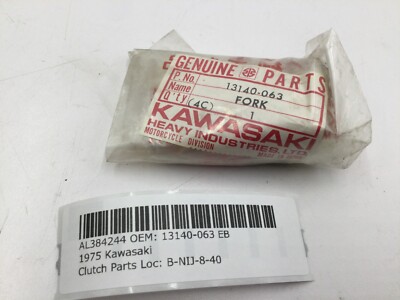 GENUINE PARTS
P. No. 13140-063
Name FORK
Q'ty (4C) 1
KAWASAKI
HEAVY INDUSTRIES, LTD.
MOTORCYCLE DIVISION
AL384244 OEM: 13140-063 EB
1975 Kawasaki
Clutch Parts Loc: B-NIJ-8-40